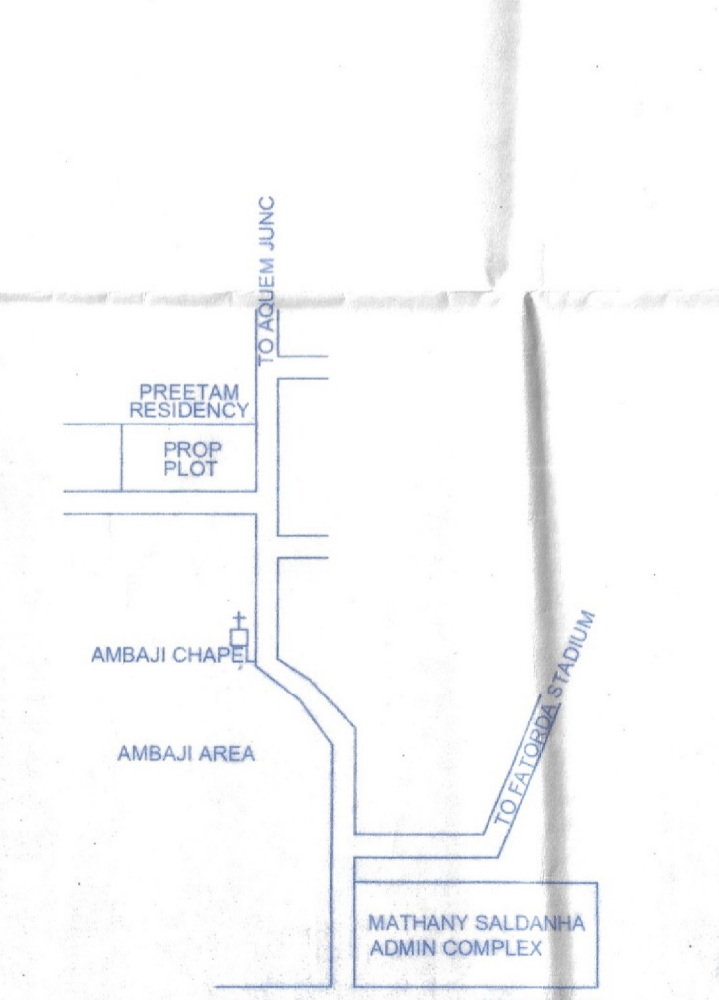 TO AQUEM JUNC
PREETAM
RESIDENCY
PROP
PLOT
AMBAJI CHAPEL
AMBAJI AREA
TO FATORDA STADIUM
MATHANY SALDANHA
ADMIN COMPLEX